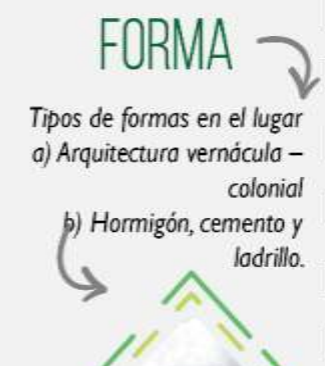 FORMA
Tipos de formas en el lugar
a) Arquitectura vernácula –
colonial
b) Hormigón, cemento y
ladrillo.